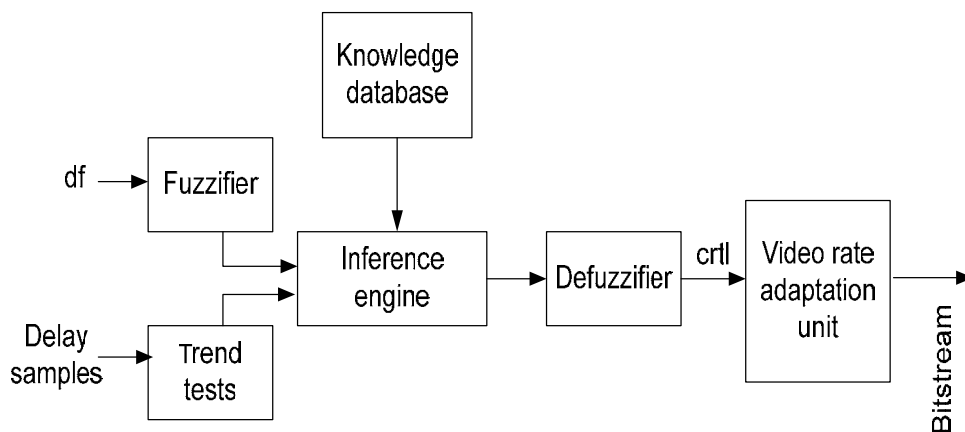 Knowledge
database
df
Fuzzifier
Inference
engine
Defuzzifier
crtl
Video rate
adaptation
unit
Delay
samples
Trend
tests
Bitstream